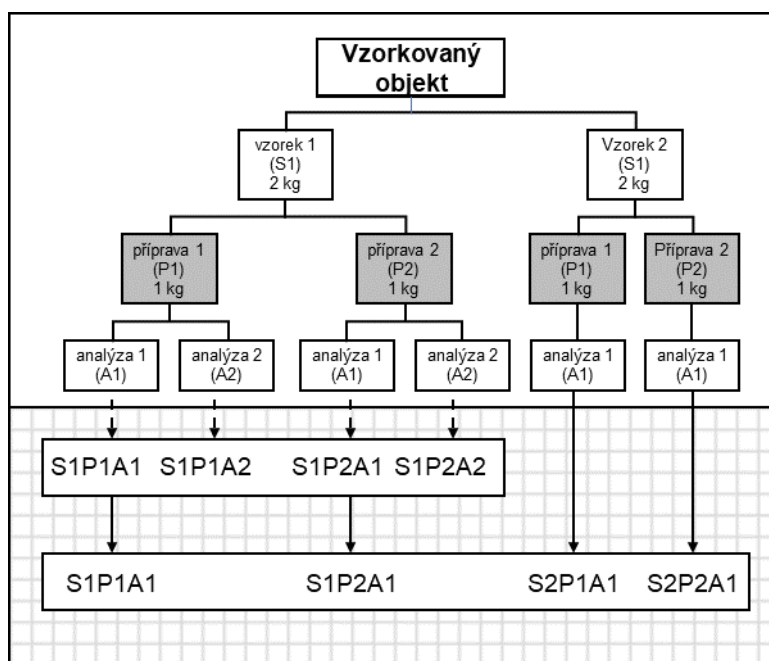 Vzorkovaný
objekt
vzorek 1
(S1)
2 kg
Vzorek 2
(S1)
2 kg
příprava 1
(P1)
1 kg
příprava 2
(P2)
1 kg
příprava 1
(P1)
1 kg
Příprava 2
(P2)
1 kg
analýza 1
(A1)
analýza 2
(A2)
analýza 1
(A1)
analýza 2
(A2)
analýza 1
(A1)
analýza 1
(A1)
S1P1A1 S1P1A2 S1P2A1 S1P2A2
S1P1A1 S1P2A1 S2P1A1 S2P2A1